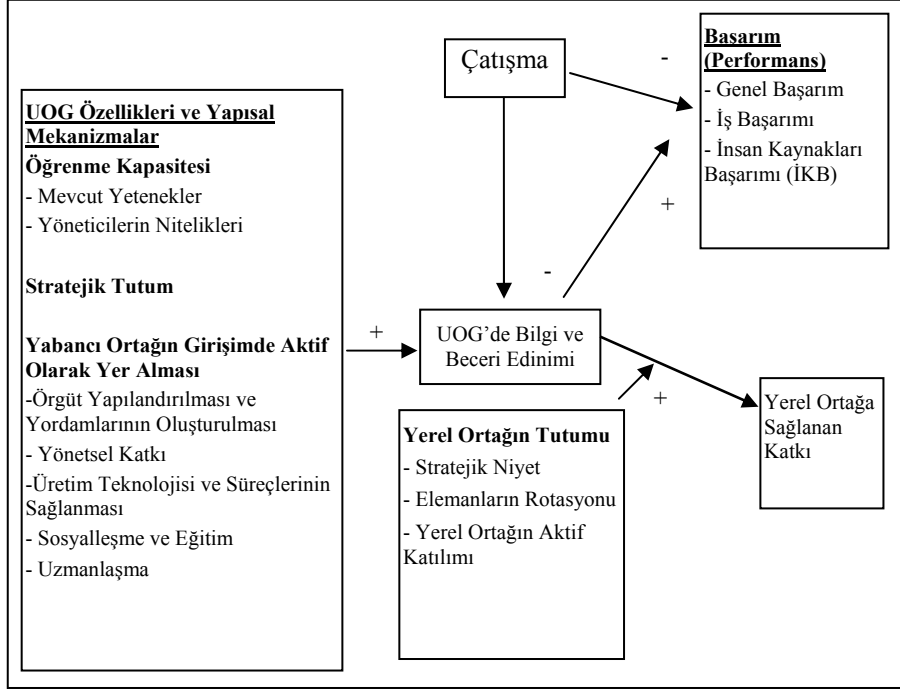 UOG Özellikleri ve Yapısal
Mekanizmalar
Öğrenme Kapasitesi
- Mevcut Yetenekler
- Yöneticilerin Nitelikleri
Stratejik Tutum
Yabancı Ortağın Girişimde Aktif
Olarak Yer Alması
-Örgüt Yapılandırılması ve
Yordamlarının Oluşturulması
- Yönetsel Katkı
-Üretim Teknolojisi ve Süreçlerinin
Sağlanması
- Sosyalleşme ve Eğitim
- Uzmanlaşma
+
Çatışma
-
-
+
UOG’de Bilgi ve
Beceri Edinimi
+
Yerel Ortağın Tutumu
- Stratejik Niyet
- Elemanların Rotasyonu
- Yerel Ortağın Aktif
Katılımı
Başarım
(Performans)
- Genel Başarım
- İş Başarımı
- İnsan Kaynakları
Başarımı (İKB)
Yerel Ortağa
Sağlanan
Katkı